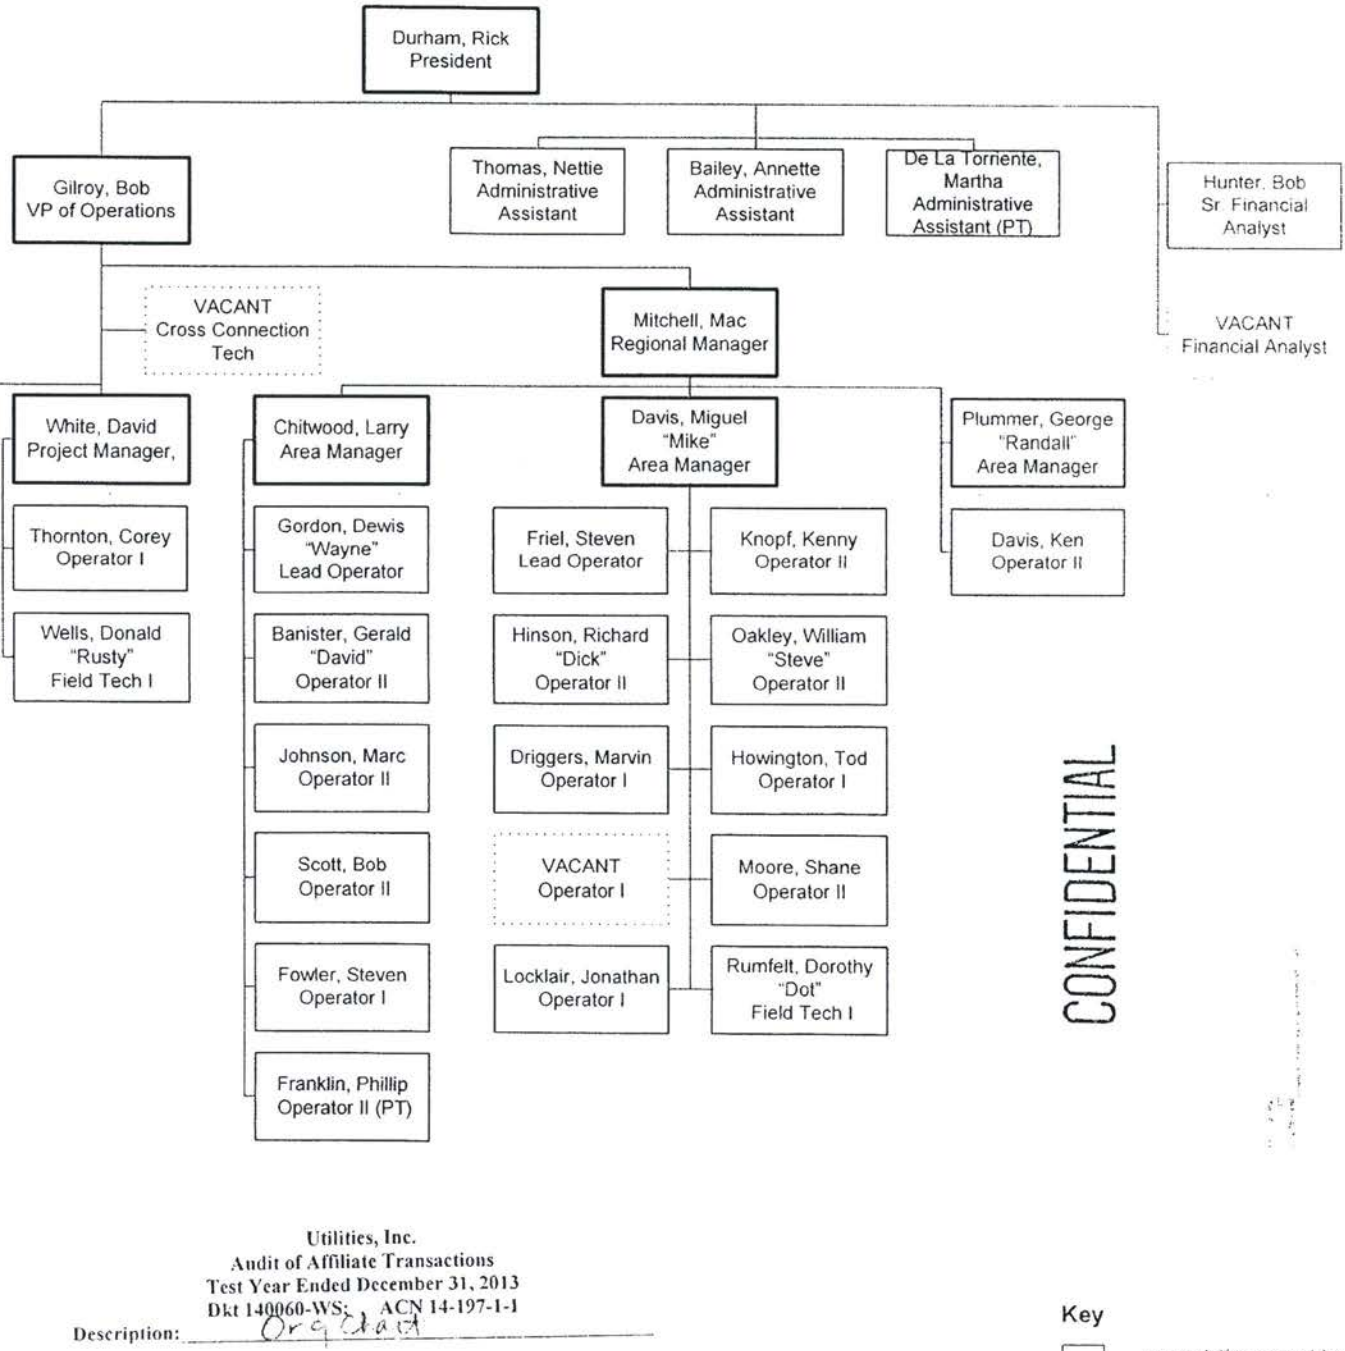 Durham, Rick
President
Gilroy, Bob
VP of Operations
Thomas, Nettie
Administrative
Assistant
Bailey, Annette
Administrative
Assistant
De La Torriente,
Martha
Administrative
Assistant (PT)
Hunter, Bob
Sr. Financial
Analyst
VACANT
Cross Connection
Tech
Mitchell, Mac
Regional Manager
VACANT
Financial Analyst
White, David
Project Manager,
Chitwood, Larry
Area Manager
Davis, Miguel
"Mike"
Area Manager
Plummer, George
"Randall"
Area Manager
Thornton, Corey
Operator I
Gordon, Dewis
"Wayne"
Lead Operator
Friel, Steven
Lead Operator
Knopf, Kenny
Operator II
Davis, Ken
Operator II
Wells, Donald
"Rusty"
Field Tech I
Banister, Gerald
"David"
Operator II
Hinson, Richard
"Dick"
Operator II
Oakley, William
"Steve"
Operator II
Johnson, Marc
Operator II
Driggers, Marvin
Operator I
Howington, Tod
Operator I
Scott, Bob
Operator II
VACANT
Operator I
Moore, Shane
Operator II
Fowler, Steven
Operator I
Locklair, Jonathan
Operator I
Rumfelt, Dorothy
"Dot"
Field Tech I
Franklin, Phillip
Operator II (PT)
CONFIDENTIAL
Utilities, Inc.
Audit of Affiliate Transactions
Test Year Ended December 31, 2013
Dkt 140060-WS; , ACN 14-197-1-1
Description: Org Chart
Key